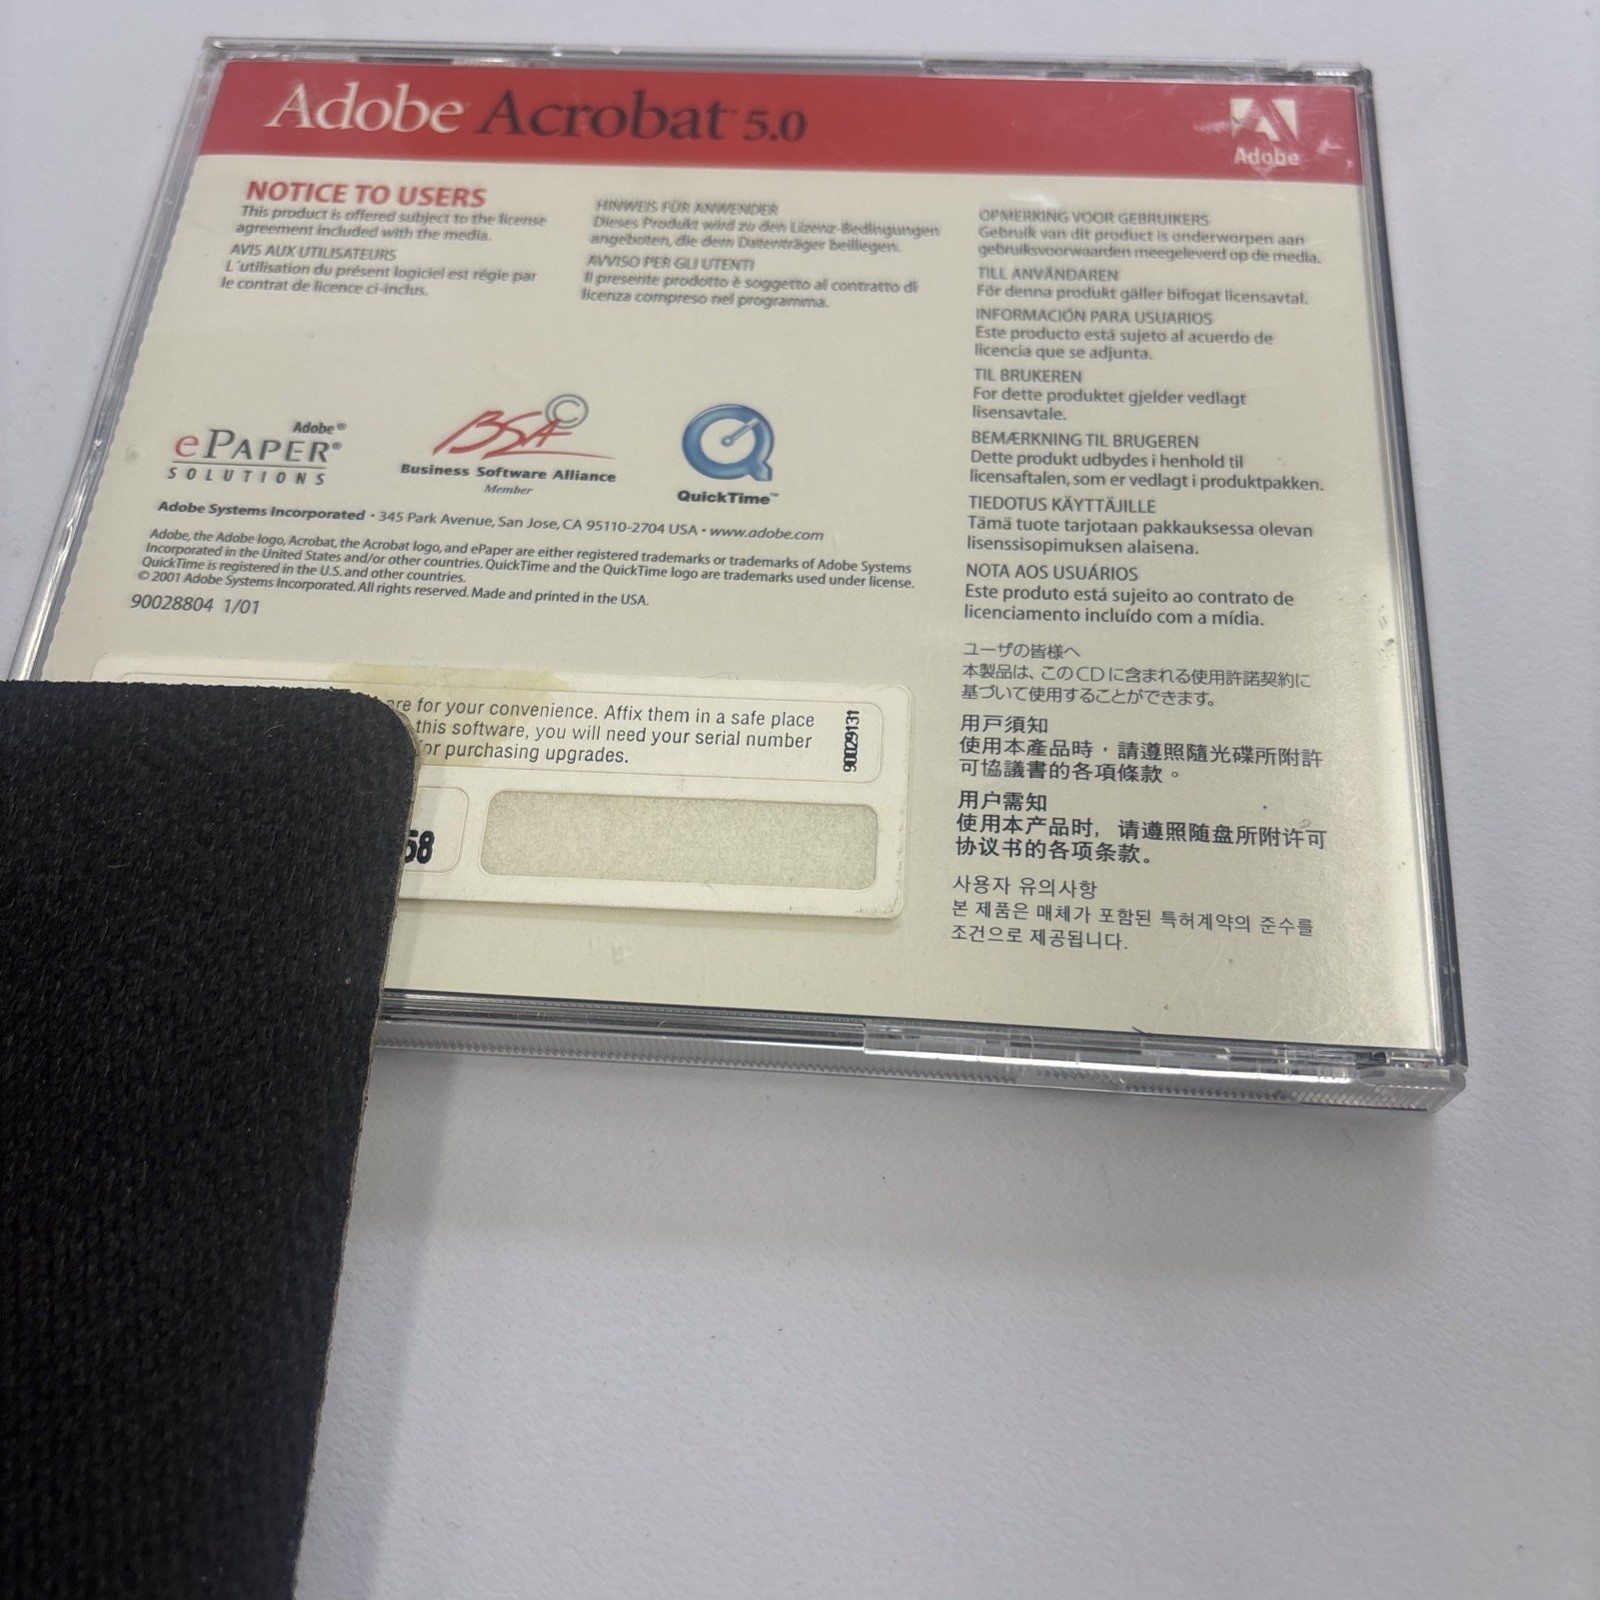 Adobe® Acrobat™ 5.0
Adobe
NOTICE TO USERS
This product is offered subject to the license
agreement included with the media.
AVIS AUX UTILISATEURS
L´utilisation du présent logiciel est régie par
le contrat de licence ci-inclus.
HINWEIS FÜR ANWENDER
Dieses Produkt wird zu den Lizenz-Bedingungen
angeboten, die dem Datenträger beiliegen.
AVVISO PER GLI UTENTI
Il presente prodotto è soggetto al contratto di
licenza compreso nel programma.
OPMERKING VOOR GEBRUIKERS
Gebruik van dit product is onderworpen aan
gebruiksvoorwaarden meegeleverd op de media.
TILL ANVÄNDAREN
För denna produkt gäller bifogat licensavtal.
INFORMACIÓN PARA USUARIOS
Este producto está sujeto al acuerdo de
licencia que se adjunta.
TIL BRUKEREN
For dette produktet gjelder vedlagt
lisensavtale.
BEMÆRKNING TIL BRUGEREN
Dette produkt udbydes i henhold til
licensaftalen, som er vedlagt i produktpakken.
TIEDOTUS KÄYTTÄJILLE
Tämä tuote tarjotaan pakkauksessa olevan
lisenssisopimuksen alaisena.
NOTA AOS USUÁRIOS
Este produto está sujeito ao contrato de
licenciamento incluído com a mídia.
ユーザの皆様へ
本製品は、このCDに含まれる使用許諾契約に
基づいて使用することができます。
用戸須知
使用本產品時，請遵照隨光碟所附許
可協議書的各項條款。
用户需知
使用本产品时，请遵照随盘所附许可
协议书的各项条款。
사용자 유의사항
본 제품은 매체가 포함된 특허계약의 준수를
조건으로 제공됩니다.
Adobe®
ePAPER®
SOLUTIONS
BSA ©
Business Software Alliance
Member
QuickTime™
Adobe Systems Incorporated • 345 Park Avenue, San Jose, CA 95110-2704 USA • www.adobe.com
Adobe, the Adobe logo, Acrobat, the Acrobat logo, and ePaper are either registered trademarks or trademarks of Adobe Systems
Incorporated in the United States and/or other countries. QuickTime and the QuickTime logo are trademarks used under license.
QuickTime is registered in the U.S. and other countries.
© 2001 Adobe Systems Incorporated. All rights reserved. Made and printed in the USA.
90028804 1/01
are for your convenience. Affix them in a safe place
this software, you will need your serial number
for purchasing upgrades.
90029131
58